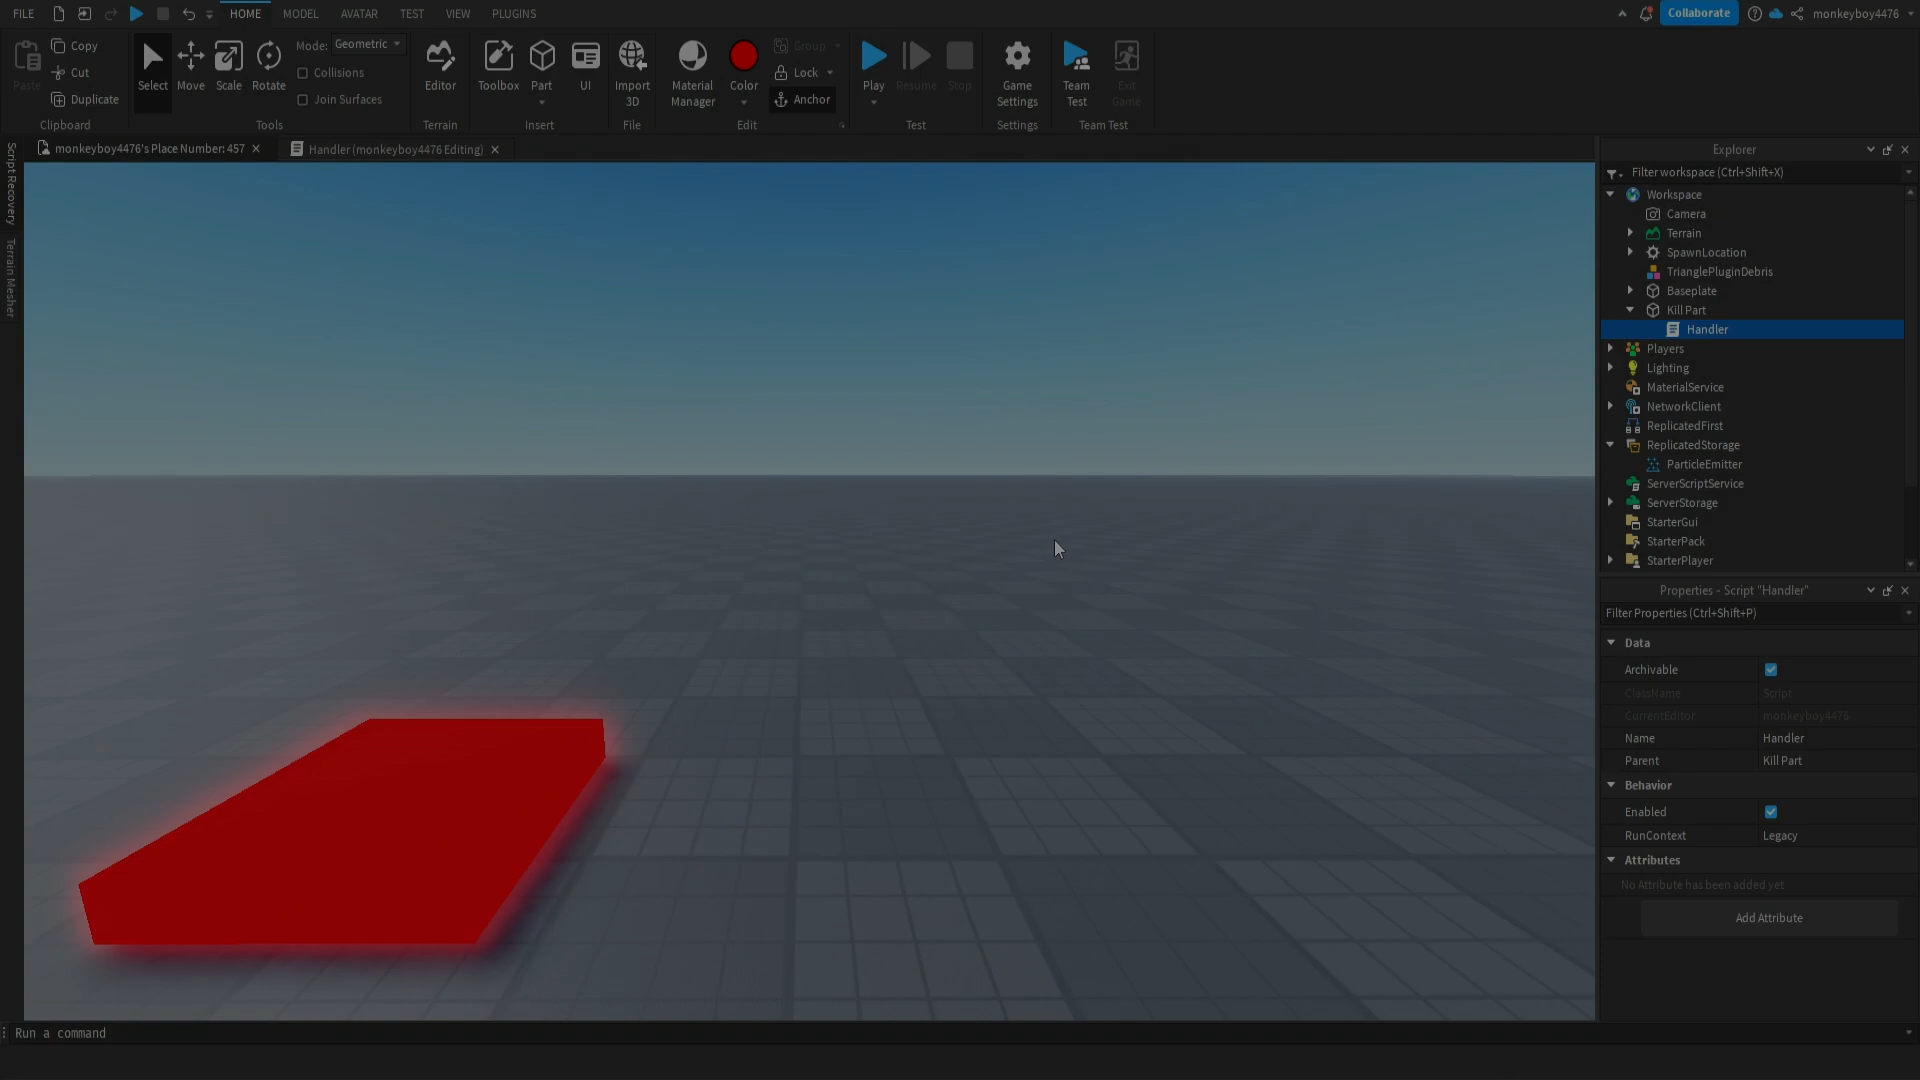 FILE HOME MODEL AVATAR TEST VIEW PLUGINS Collaborate monkeyboy4476
Paste Copy Cut Duplicate Clipboard
Select Move Scale Rotate Mode: Geometric Collisions Join Surfaces Tools
Editor Terrain
Toolbox Part UI Insert
Import 3D File
Material Manager Color Group Lock Anchor Edit
Play Resume Stop Test
Game Settings Settings
Team Test Exit Game Team Test
Script Recovery
Terrain Mesher
monkeyboy4476's Place Number: 457
Handler (monkeyboy4476 Editing)
Explorer
Filter workspace (Ctrl+Shift+X)
Workspace
Camera
Terrain
SpawnLocation
TrianglePluginDebris
Baseplate
Kill Part
Handler
Players
Lighting
MaterialService
NetworkClient
ReplicatedFirst
ReplicatedStorage
ParticleEmitter
ServerScriptService
ServerStorage
StarterGui
StarterPack
StarterPlayer
Properties - Script "Handler"
Filter Properties (Ctrl+Shift+P)
Data
Archivable
ClassName Script
CurrentEditor monkeyboy4476
Name Handler
Parent Kill Part
Behavior
Enabled
RunContext Legacy
Attributes
No Attribute has been added yet
Add Attribute
Run a command